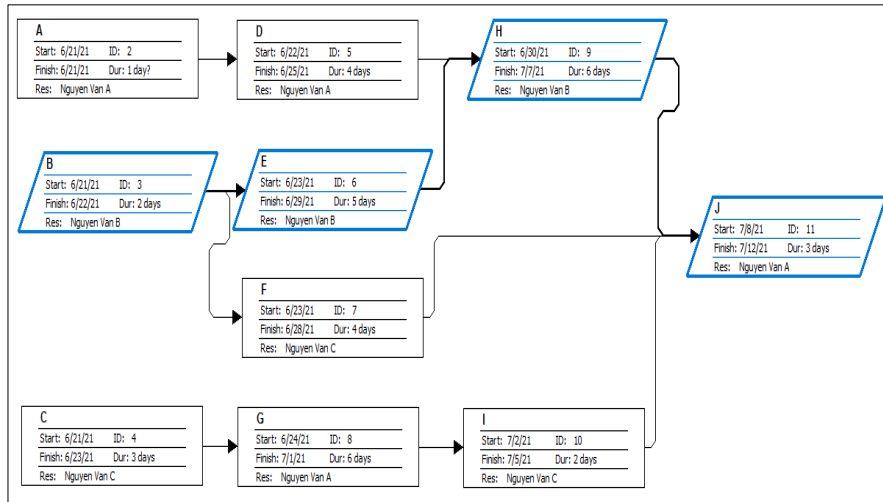 A
Start: 6/21/21 ID: 2
Finish: 6/21/21 Dur: 1 day?
Res: Nguyen Van A
D
Start: 6/22/21 ID: 5
Finish: 6/25/21 Dur: 4 days
Res: Nguyen Van A
H
Start: 6/30/21 ID: 9
Finish: 7/7/21 Dur: 6 days
Res: Nguyen Van B
B
Start: 6/21/21 ID: 3
Finish: 6/22/21 Dur: 2 days
Res: Nguyen Van B
E
Start: 6/23/21 ID: 6
Finish: 6/29/21 Dur: 5 days
Res: Nguyen Van B
J
Start: 7/8/21 ID: 11
Finish: 7/12/21 Dur: 3 days
Res: Nguyen Van A
F
Start: 6/23/21 ID: 7
Finish: 6/28/21 Dur: 4 days
Res: Nguyen Van C
C
Start: 6/21/21 ID: 4
Finish: 6/23/21 Dur: 3 days
Res: Nguyen Van C
G
Start: 6/24/21 ID: 8
Finish: 7/1/21 Dur: 6 days
Res: Nguyen Van A
I
Start: 7/2/21 ID: 10
Finish: 7/5/21 Dur: 2 days
Res: Nguyen Van C